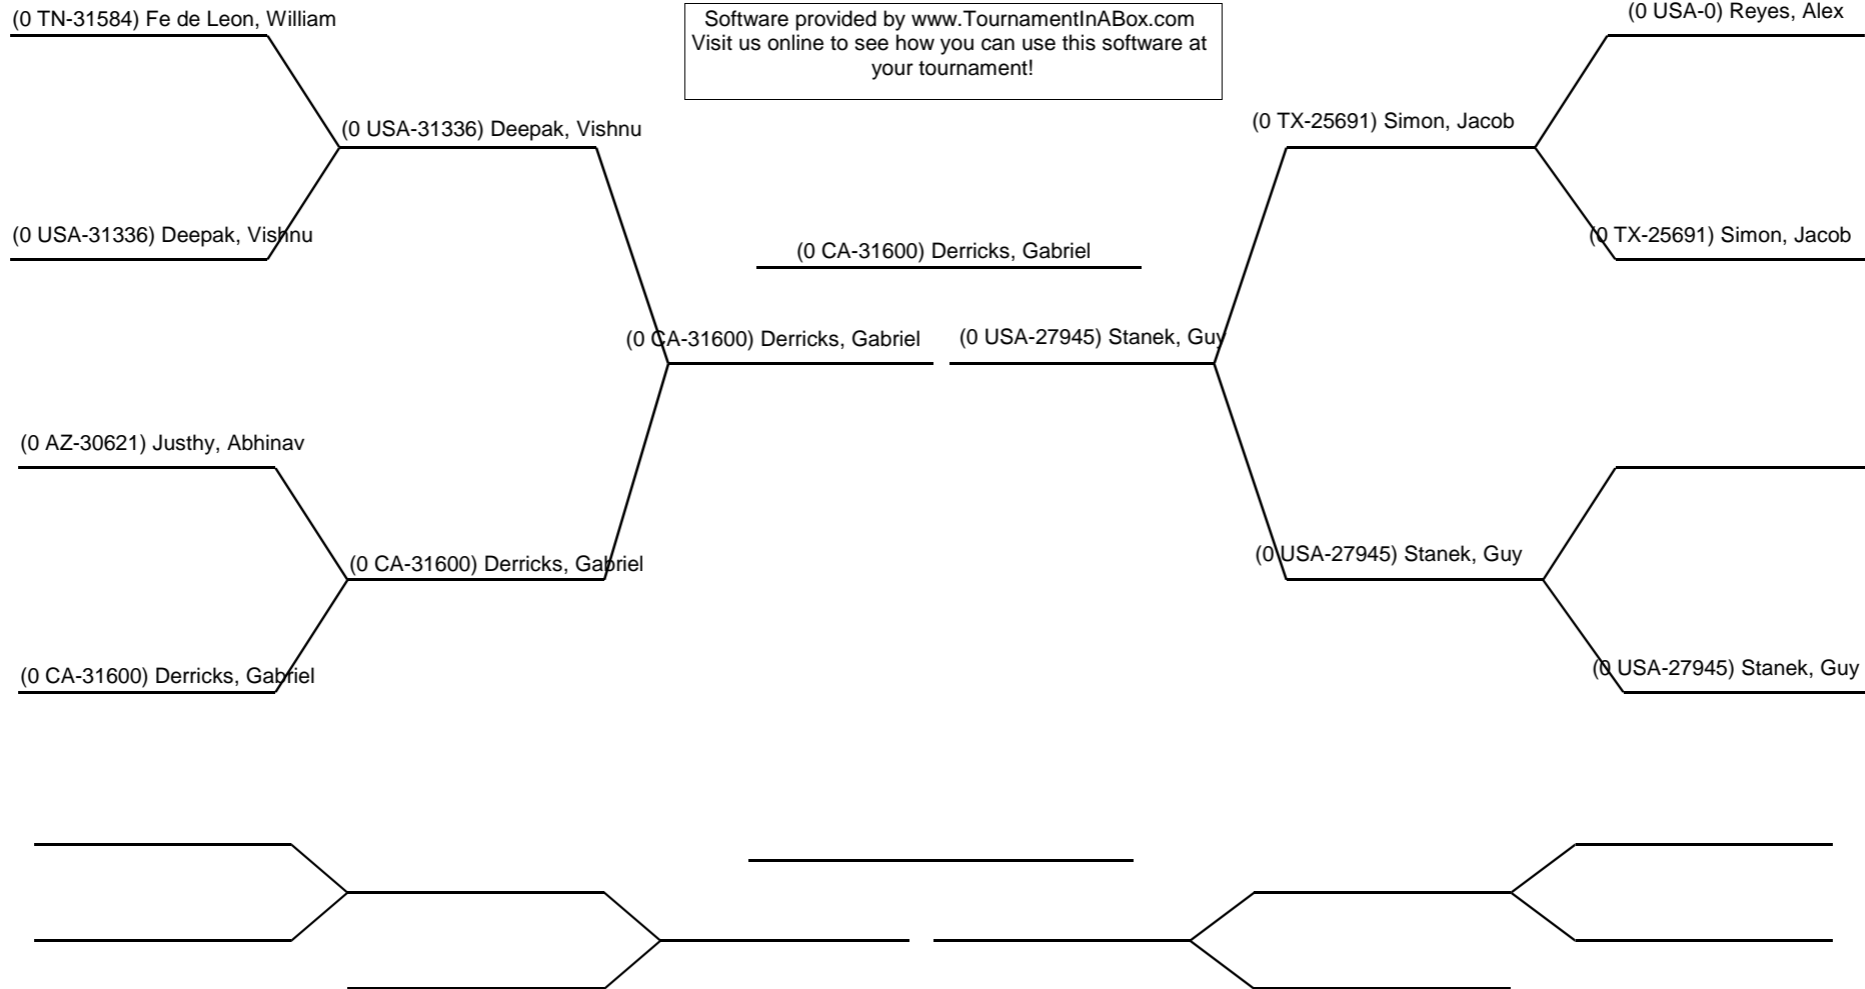 (0 TN-31584) Fe de Leon, William
Software provided by www.TournamentInABox.com
Visit us online to see how you can use this software at
your tournament!
(0 USA-0) Reyes, Alex
(0 USA-31336) Deepak, Vishnu
(0 TX-25691) Simon, Jacob
(0 USA-31336) Deepak, Vishnu
(0 CA-31600) Derricks, Gabriel
(0 TX-25691) Simon, Jacob
(0 CA-31600) Derricks, Gabriel
(0 USA-27945) Stanek, Guy
(0 AZ-30621) Justhy, Abhinav
(0 CA-31600) Derricks, Gabriel
(0 USA-27945) Stanek, Guy
(0 CA-31600) Derricks, Gabriel
(0 USA-27945) Stanek, Guy